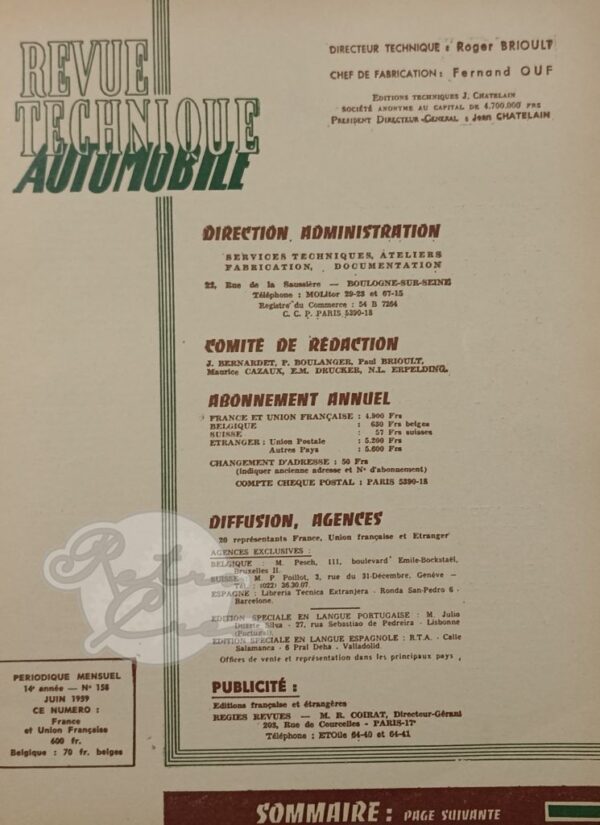 REVUE
TECHNIQUE
AUTOMOBILE
DIRECTEUR TECHNIQUE : Roger BRIOULT
CHEF DE FABRICATION : Fernand OUF
EDITIONS TECHNIQUES J. CHATELAIN
SOCIÉTÉ ANONYME AU CAPITAL DE 4.700.000 FRS
PRESIDENT DIRECTEUR-GENERAL : Jean CHATELAIN
DIRECTION, ADMINISTRATION
SERVICES TECHNIQUES, ATELIERS
FABRICATION, DOCUMENTATION
22, Rue de la Saussière — BOULOGNE-SUR-SEINE
Téléphone : MOLitor 29-23 et 67-15
Registre du Commerce : 54 B 7264
C. C. P. PARIS 5390-18
COMITÉ DE RÉDACTION
J. BERNARDET, P. BOULANGER, Paul BRIOULT,
Maurice CAZAUX, E.M. DRUCKER, N.L. ERPELDING.
ABONNEMENT ANNUEL
FRANCE ET UNION FRANÇAISE : 4.900 Frs
BELGIQUE : 630 Frs belges
SUISSE : 57 Frs suisses
ETRANGER : Union Postale : 5.200 Frs
Autres Pays : 5.600 Frs
CHANGEMENT D'ADRESSE : 50 Frs
(Indiquer ancienne adresse et N° d'abonnement)
COMPTE CHEQUE POSTAL : PARIS 5390-18
DIFFUSION, AGENCES
20 représentants France, Union française et Etranger
AGENCES EXCLUSIVES :
BELGIQUE : M. Pesch, 111, boulevard Emile-Bockstaël,
Bruxelles II.
SUISSE : M. P. Poillot, 3, rue du 31-Décembre, Genève —
Tél. : (022) 36.30.07.
ESPAGNE : Libreria Tecnica Extranjera - Ronda San-Pedro 6 -
Barcelone.
EDITION SPECIALE EN LANGUE PORTUGAISE : M. Julio
Duarte Silva - 27, rue Sebastiao de Pedreira - Lisbonne
(Portugal).
EDITION SPECIALE EN LANGUE ESPAGNOLE : R.T.A. - Calle
Salamanca - 6 Pral Deha - Valladolid.
Offices de vente et représentation dans les principaux pays.
PUBLICITÉ :
Editions française et étrangères
REGIES REVUES — M. R. COIRAT, Directeur-Gérant
203, Rue de Courcelles - PARIS-17e
Téléphone : ETOile 64-40 et 64-41
PERIODIQUE MENSUEL
14e année — N° 158
JUIN 1959
CE NUMERO :
France
et Union Française
600 fr.
Belgique : 70 fr. belges
SOMMAIRE : PAGE SUIVANTE